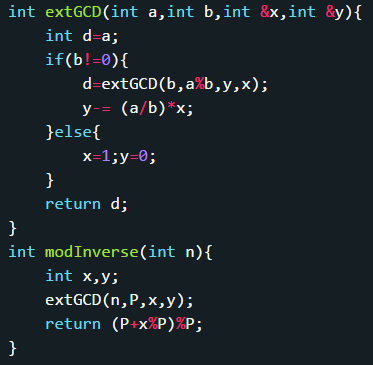 int extGCD(int a,int b,int &x,int &y){
    int d=a;
    if(b!=0){
        d=extGCD(b,a%b,y,x);
        y-= (a/b)*x;
    }else{
        x=1;y=0;
    }
    return d;
}
int modInverse(int n){
    int x,y;
    extGCD(n,P,x,y);
    return (P+x%P)%P;
}